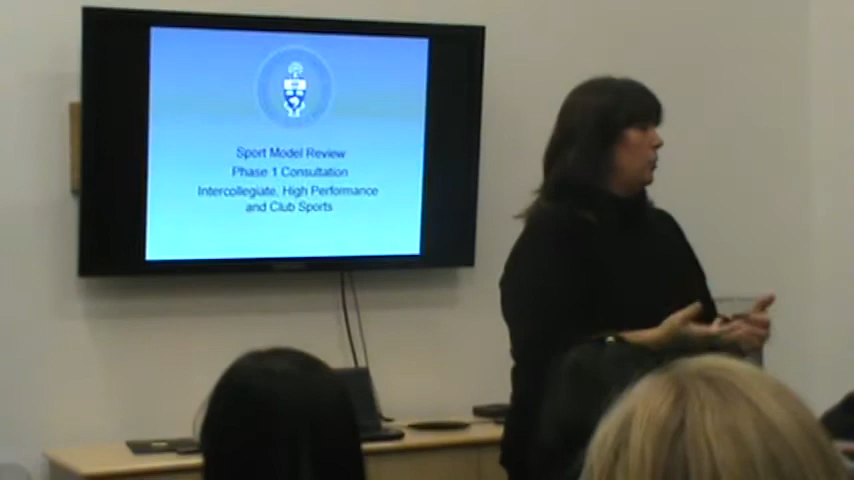 Sport Model Review
Phase 1 Consultation
Intercollegiate, High Performance
and Club Sports